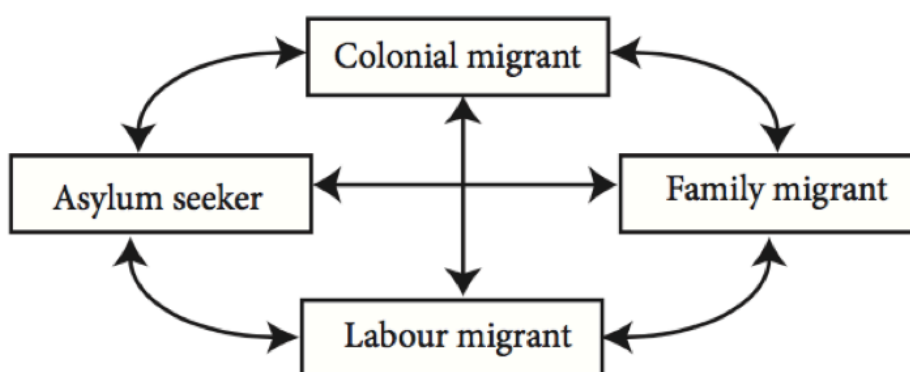 Colonial migrant
Asylum seeker
Family migrant
Labour migrant